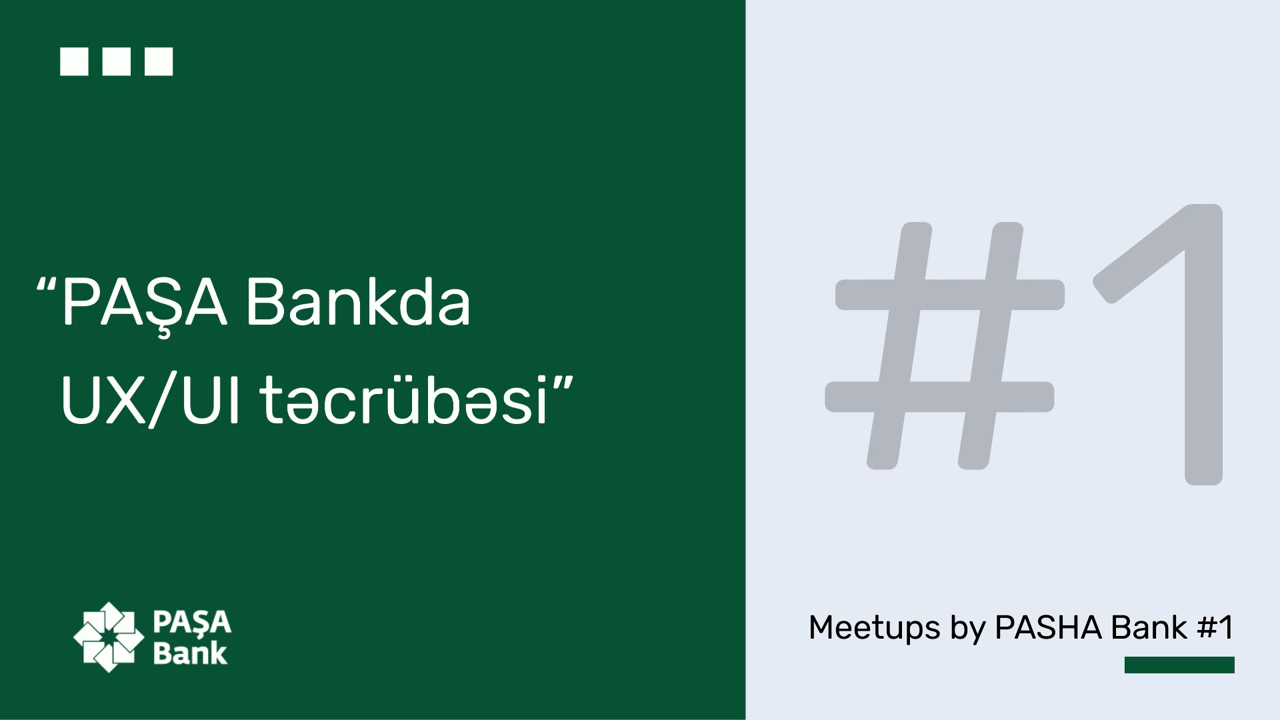 “PAŞA Bankda
UX/UI təcrübəsi”
PAŞA
Bank
#1
Meetups by PASHA Bank #1